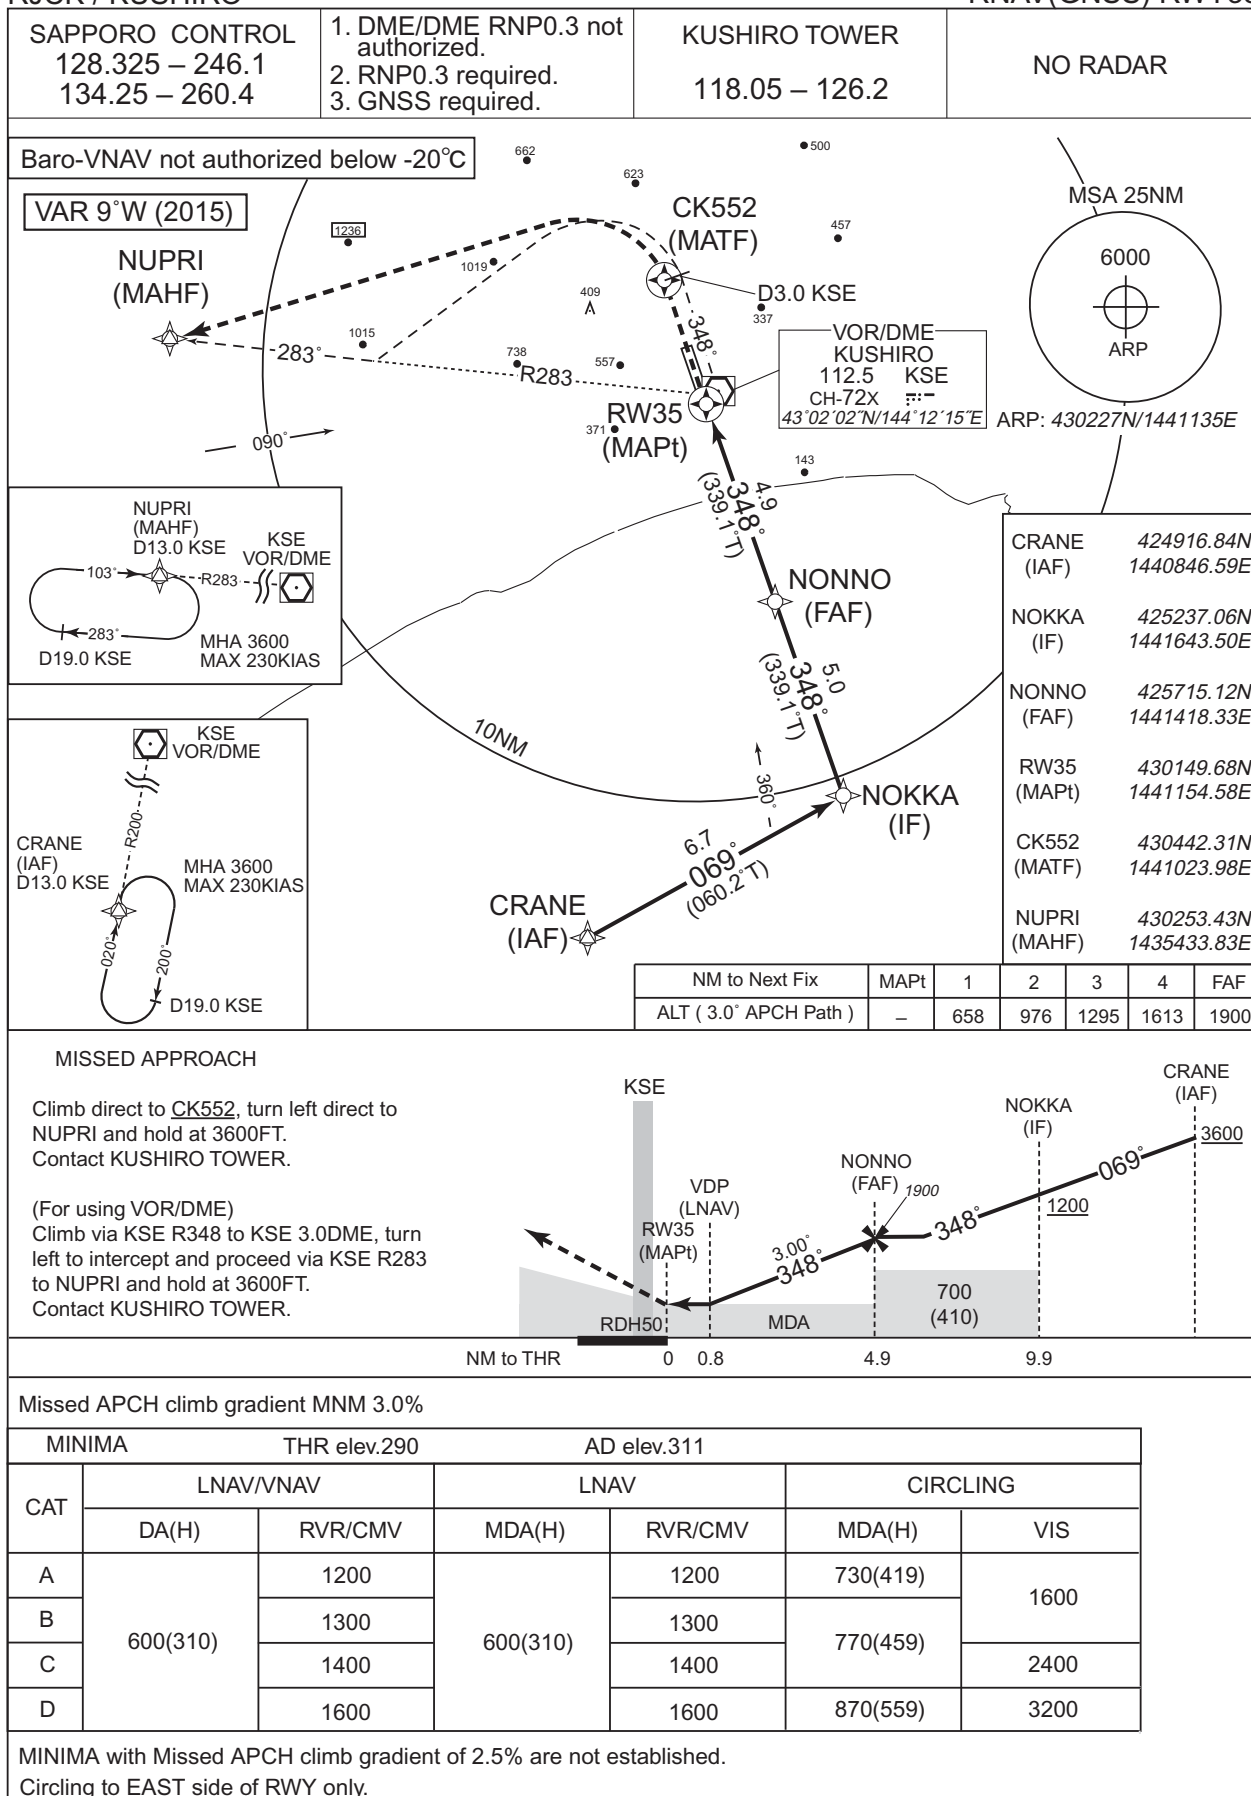 SAPPORO CONTROL
128.325 – 246.1
134.25 – 260.4
1. DME/DME RNP0.3 not
authorized.
2. RNP0.3 required.
3. GNSS required.
KUSHIRO TOWER
118.05 – 126.2
NO RADAR
Baro-VNAV not authorized below -20°C
VAR 9°W (2015)
662
500
623
MSA 25NM
CK552
(MATF)
1236
457
NUPRI
(MAHF)
1019
6000
409
D3.0 KSE
337
348°
ARP
1015
283°
738
557
R283
VOR/DME
KUSHIRO
112.5 KSE
CH-72X
43°02′02″N/144°12′15″E
RW35
(MAPt)
371
ARP: 430227N/1441135E
090°
143
4.9
348°
(339.1°T)
NUPRI
(MAHF)
D13.0 KSE
KSE
VOR/DME
103°
R283
283°
D19.0 KSE
MHA 3600
MAX 230KIAS
NONNO
(FAF)
5.0
348°
(339.1°T)
10NM
360°
NOKKA
(IF)
6.7
069°
(060.2°T)
CRANE
(IAF)
KSE
VOR/DME
R200
CRANE
(IAF)
D13.0 KSE
MHA 3600
MAX 230KIAS
020°
200°
D19.0 KSE
CRANE 424916.84N
(IAF) 1440846.59E
NOKKA 425237.06N
(IF) 1441643.50E
NONNO 425715.12N
(FAF) 1441418.33E
RW35 430149.68N
(MAPt) 1441154.58E
CK552 430442.31N
(MATF) 1441023.98E
NUPRI 430253.43N
(MAHF) 1435433.83E
NM to Next Fix MAPt 1 2 3 4 FAF
ALT ( 3.0° APCH Path ) – 658 976 1295 1613 1900
MISSED APPROACH
Climb direct to CK552, turn left direct to
NUPRI and hold at 3600FT.
Contact KUSHIRO TOWER.
(For using VOR/DME)
Climb via KSE R348 to KSE 3.0DME, turn
left to intercept and proceed via KSE R283
to NUPRI and hold at 3600FT.
Contact KUSHIRO TOWER.
KSE
CRANE
(IAF)
NOKKA
(IF)
3600
069°
NONNO
(FAF)
1900
1200
VDP
(LNAV)
348°
RW35
(MAPt)
3.00°
348°
700
(410)
RDH50
MDA
NM to THR 0 0.8 4.9 9.9
Missed APCH climb gradient MNM 3.0%
MINIMA THR elev.290 AD elev.311
CAT LNAV/VNAV LNAV CIRCLING
DA(H) RVR/CMV MDA(H) RVR/CMV MDA(H) VIS
A 600(310) 1200 600(310) 1200 730(419) 1600
B 1300 1300 770(459)
C 1400 1400 2400
D 1600 1600 870(559) 3200
MINIMA with Missed APCH climb gradient of 2.5% are not established.
Circling to EAST side of RWY only.